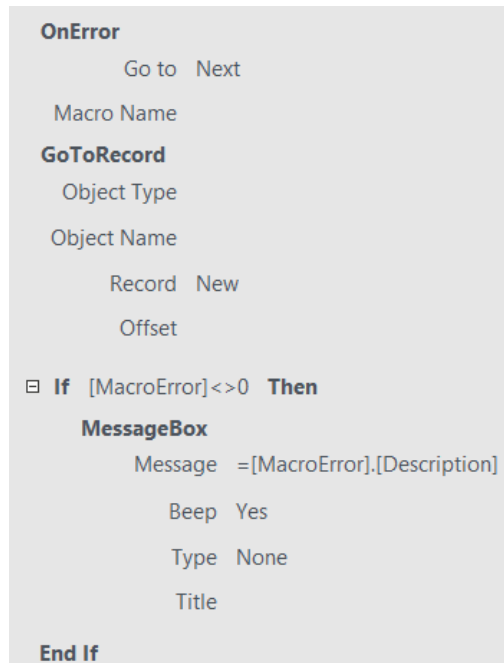 OnError
Go to Next
Macro Name
GoToRecord
Object Type
Object Name
Record New
Offset
If [MacroError]<>0 Then
MessageBox
Message =[MacroError].[Description]
Beep Yes
Type None
Title
End If